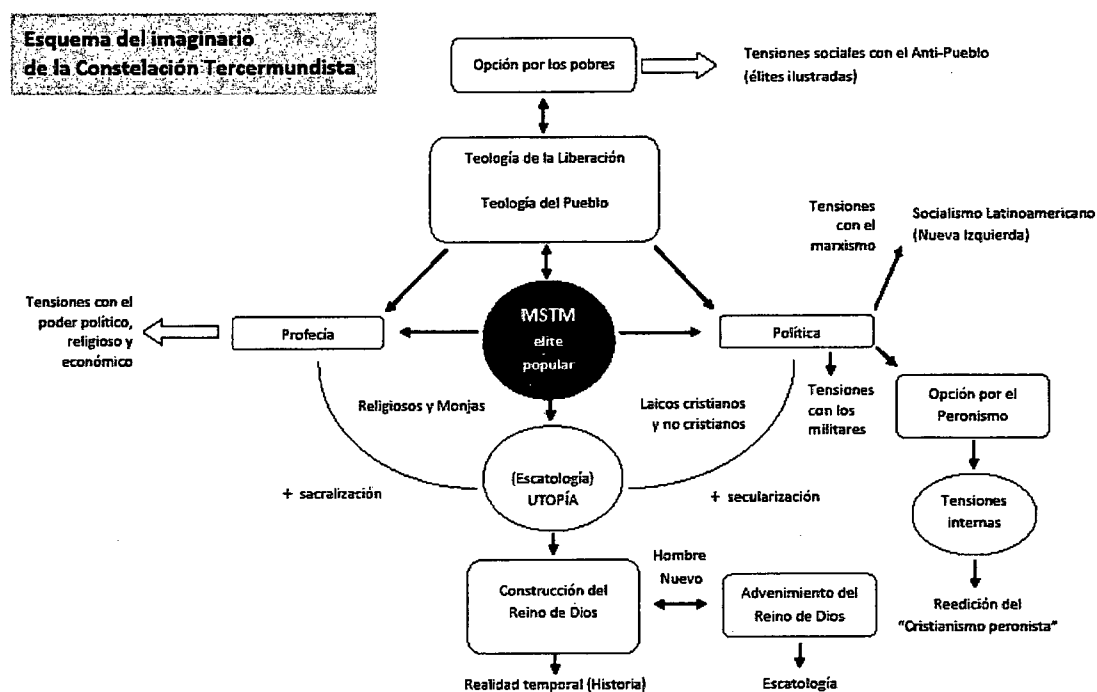 Esquema del imaginario
de la Constelación Tercermundista
Opción por los pobres
Tensiones sociales con el Anti-Pueblo
(élites ilustradas)
Teología de la Liberación
Teología del Pueblo
Tensiones
con el
marxismo
Socialismo Latinoamericano
(Nueva Izquierda)
Tensiones con el
poder político,
religioso y
económico
Profecía
MSTM
elite
popular
Política
Religiosos y Monjas
Laicos cristianos
y no cristianos
Tensiones
con los
militares
Opción por el
Peronismo
+ sacralización
(Escatología)
UTOPÍA
+ secularización
Tensiones
internas
Construcción del
Reino de Dios
Hombre
Nuevo
Advenimiento del
Reino de Dios
Reedición del
"Cristianismo peronista"
Realidad temporal (Historia)
Escatología